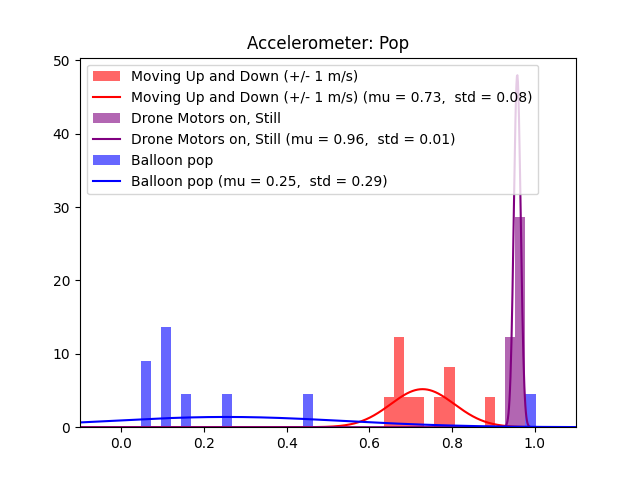 Accelerometer: Pop
Moving Up and Down (+/- 1 m/s)
Moving Up and Down (+/- 1 m/s) (mu = 0.73,  std = 0.08)
Drone Motors on, Still
Drone Motors on, Still (mu = 0.96,  std = 0.01)
Balloon pop
Balloon pop (mu = 0.25,  std = 0.29)
50
40
30
20
10
0
0.0 0.2 0.4 0.6 0.8 1.0